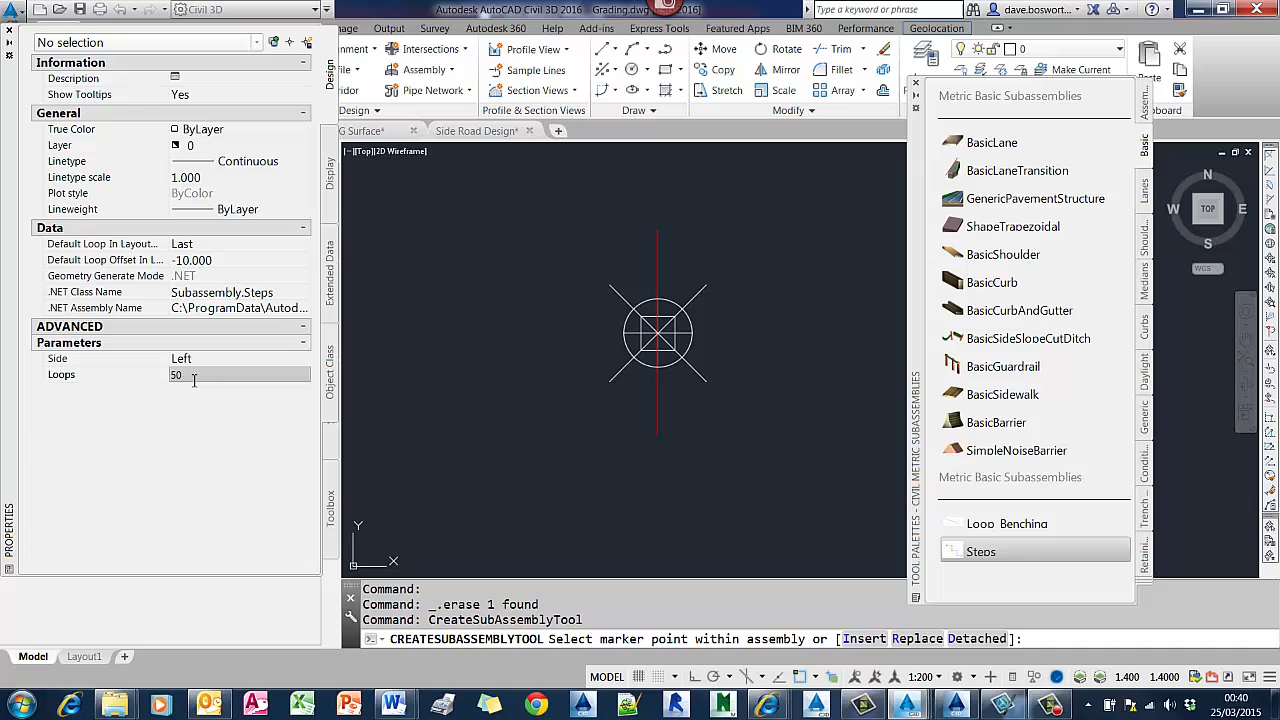 Civil 3D
Autodesk AutoCAD Civil 3D 2016 Grading.dwg
Type a keyword or phrase
dave.boswort...
No selection
Information
Description
Show Tooltips Yes
General
True Color ByLayer
Layer 0
Linetype Continuous
Linetype scale 1.000
Plot style ByColor
Lineweight ByLayer
Data
Default Loop In Layout... Last
Default Loop Offset In L... -10.000
Geometry Generate Mode .NET
.NET Class Name Subassembly.Steps
.NET Assembly Name C:\ProgramData\Autod...
ADVANCED
Parameters
Side Left
Loops 50
Design
Display
Extended Data
Object Class
Toolbox
PROPERTIES
Output Survey Autodesk 360 Help Add-ins Express Tools Featured Apps BIM 360 Performance Geolocation
Intersections
Assembly
Pipe Network
Design
Profile View
Sample Lines
Section Views
Profile & Section Views
Draw
Move Rotate Trim
Copy Mirror Fillet
Stretch Scale Array
Modify
0
Make Current
G Surface*
Side Road Design*
[−][Top][2D Wireframe]
Y
X
Metric Basic Subassemblies
BasicLane
BasicLaneTransition
GenericPavementStructure
ShapeTrapezoidal
BasicShoulder
BasicCurb
BasicCurbAndGutter
BasicSideSlopeCutDitch
BasicGuardrail
BasicSidewalk
BasicBarrier
SimpleNoiseBarrier
Metric Basic Subassemblies
Loop_Benching
Steps
TOOL PALETTES - CIVIL METRIC SUBASSEMBLIES
Assem...
Basic
Lanes
Should...
Medians
Curbs
Daylight
Generic
Conditi...
Trench ...
Retaini...
N
W TOP E
S
WCS
Command:
Command: _.erase 1 found
Command: CreateSubAssemblyTool
CREATESUBASSEMBLYTOOL Select marker point within assembly or [Insert Replace Detached]:
Model Layout1
MODEL 1:200 1.400 1.4000
00:40
25/03/2015